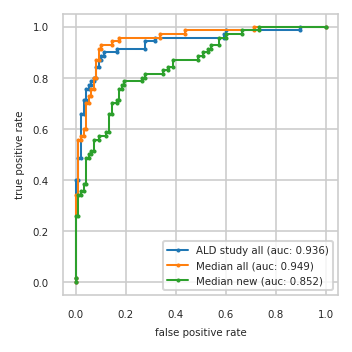 1.0
0.8
0.6
0.4
0.2
0.0
true positive rate
ALD study all (auc: 0.936)
Median all (auc: 0.949)
Median new (auc: 0.852)
0.0 0.2 0.4 0.6 0.8 1.0
false positive rate